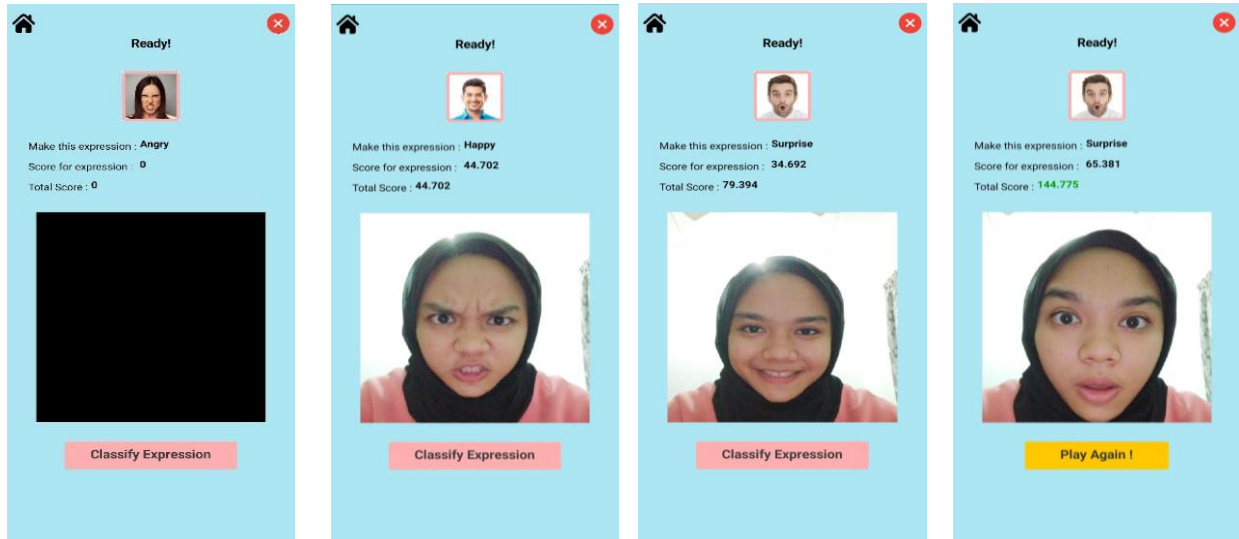 Ready!
Make this expression : Angry
Score for expression : 0
Total Score : 0
Classify Expression
Ready!
Make this expression : Happy
Score for expression : 44.702
Total Score : 44.702
Classify Expression
Ready!
Make this expression : Surprise
Score for expression : 34.692
Total Score : 79.394
Classify Expression
Ready!
Make this expression : Surprise
Score for expression : 65.381
Total Score : 144.775
Play Again !